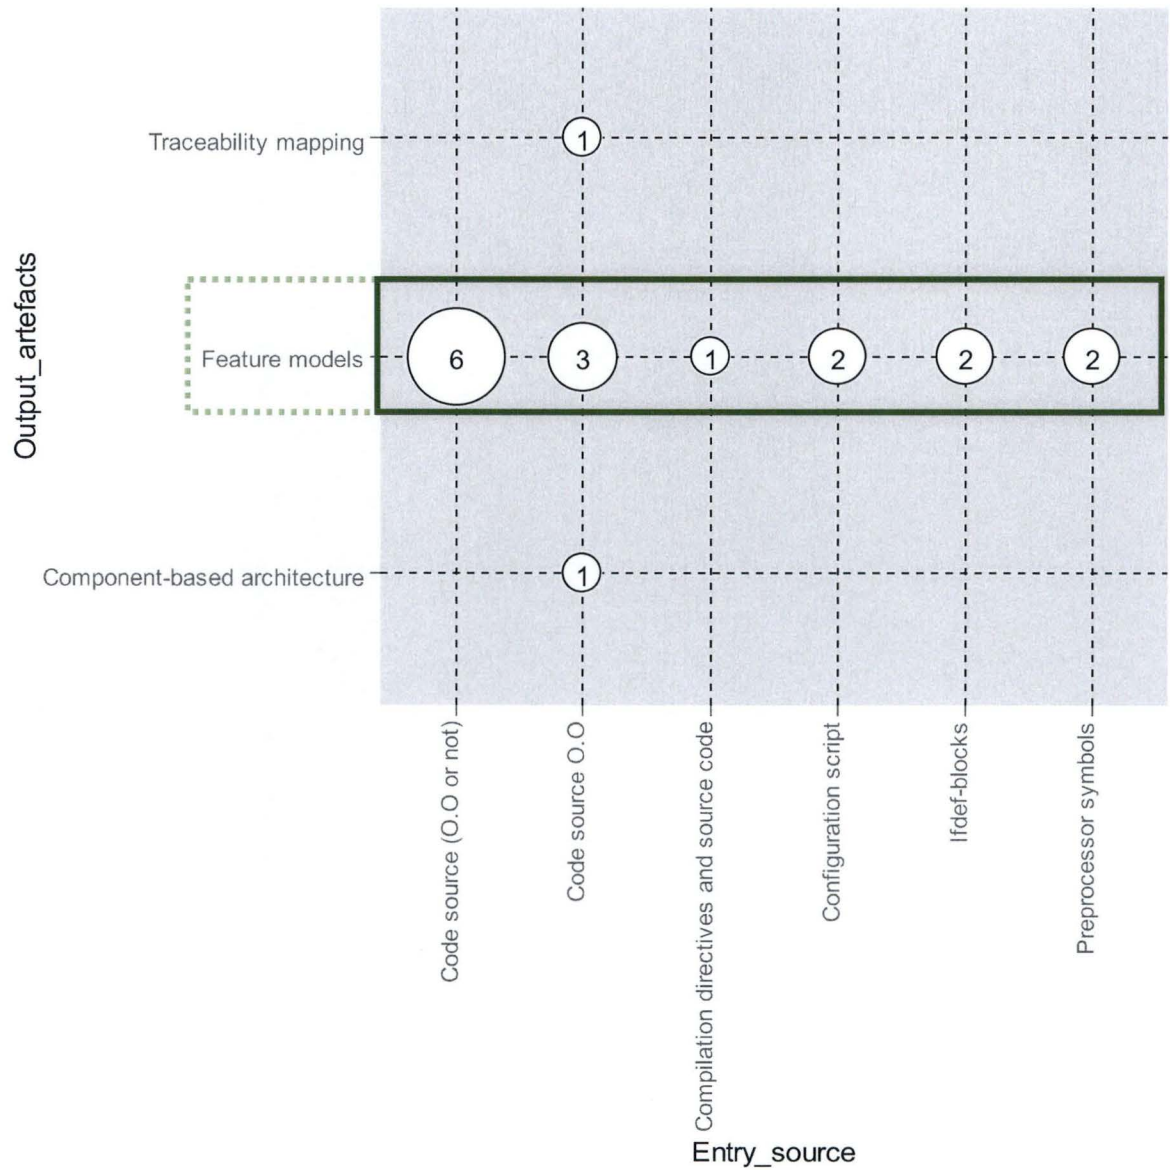 Output_artefacts
Traceability mapping
1
Feature models
6
3
1
2
2
2
Component-based architecture
1
Code source (O.O or not)
Code source O.O
Compilation directives and source code
Configuration script
Ifdef-blocks
Preprocessor symbols
Entry_source